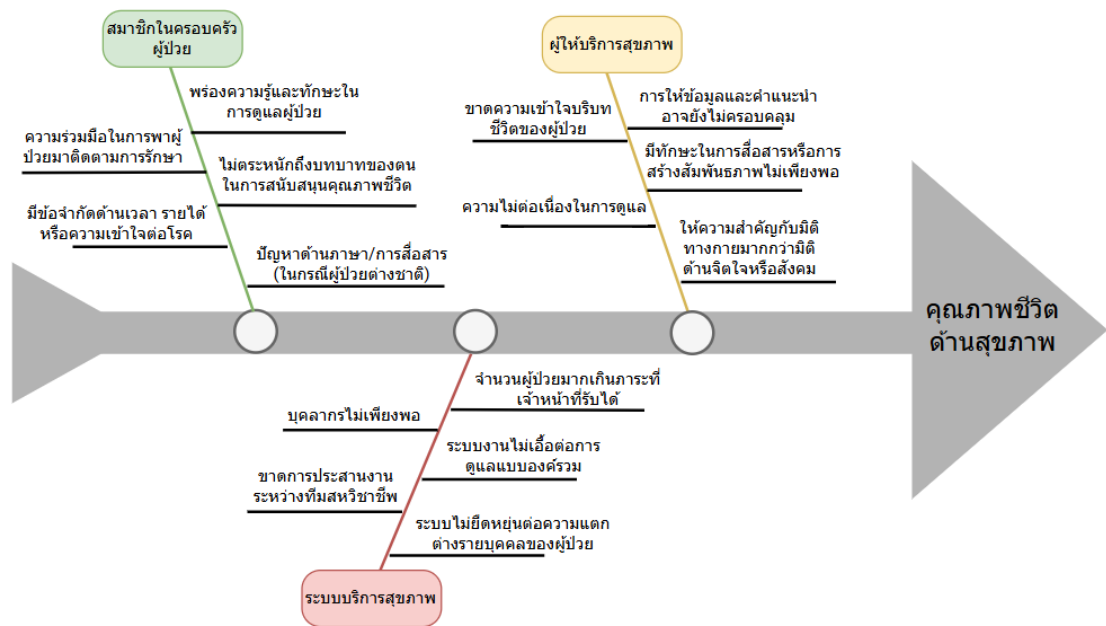 สมาชิกในครอบครัว
ผู้ป่วย
พร่องความรู้และทักษะใน
การดูแลผู้ป่วย
ความร่วมมือในการพาผู้
ป่วยมาติดตามการรักษา
ไม่ตระหนักถึงบทบาทของตน
ในการสนับสนุนคุณภาพชีวิต
มีข้อจำกัดด้านเวลา รายได้
หรือความเข้าใจต่อโรค
ปัญหาด้านภาษา/การสื่อสาร
(ในกรณีผู้ป่วยต่างชาติ)
ผู้ให้บริการสุขภาพ
ขาดความเข้าใจบริบท
ชีวิตของผู้ป่วย
การให้ข้อมูลและคำแนะนำ
อาจยังไม่ครอบคลุม
มีทักษะในการสื่อสารหรือการ
สร้างสัมพันธภาพไม่เพียงพอ
ความไม่ต่อเนื่องในการดูแล
ให้ความสำคัญกับมิติ
ทางกายมากกว่ามิติ
ด้านจิตใจหรือสังคม
คุณภาพชีวิต
ด้านสุขภาพ
จำนวนผู้ป่วยมากเกินภาระที่
เจ้าหน้าที่รับได้
บุคลากรไม่เพียงพอ
ระบบงานไม่เอื้อต่อการ
ดูแลแบบองค์รวม
ขาดการประสานงาน
ระหว่างทีมสหวิชาชีพ
ระบบไม่ยืดหยุ่นต่อความแตก
ต่างรายบุคคลของผู้ป่วย
ระบบบริการสุขภาพ